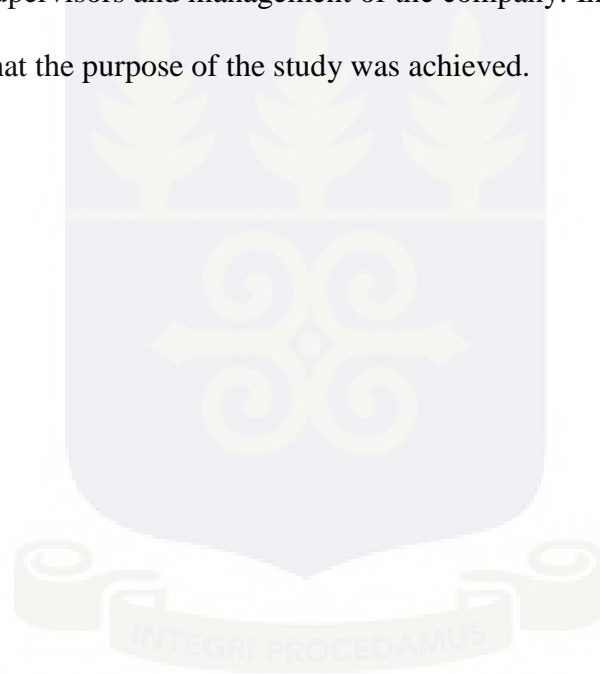 upervisors and management of the company. In
hat the purpose of the study was achieved.
INTEGRI PROCEDAMUS